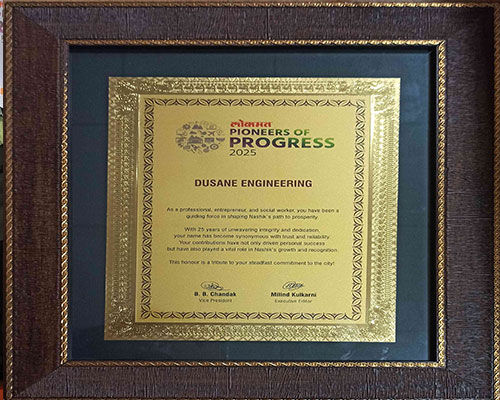 लोकमत
PIONEERS OF
PROGRESS
2025
DUSANE ENGINEERING
As a professional, entrepreneur, and social worker, you have been a
guiding force in shaping Nashik's path to prosperity.
With 25 years of unwavering integrity and dedication,
your name has become synonymous with trust and reliability.
Your contributions have not only driven personal success
but have also played a vital role in Nashik's growth and recognition.
This honour is a tribute to your steadfast commitment to the city!
B. B. Chandak
Vice President
Milind Kulkarni
Executive Editor